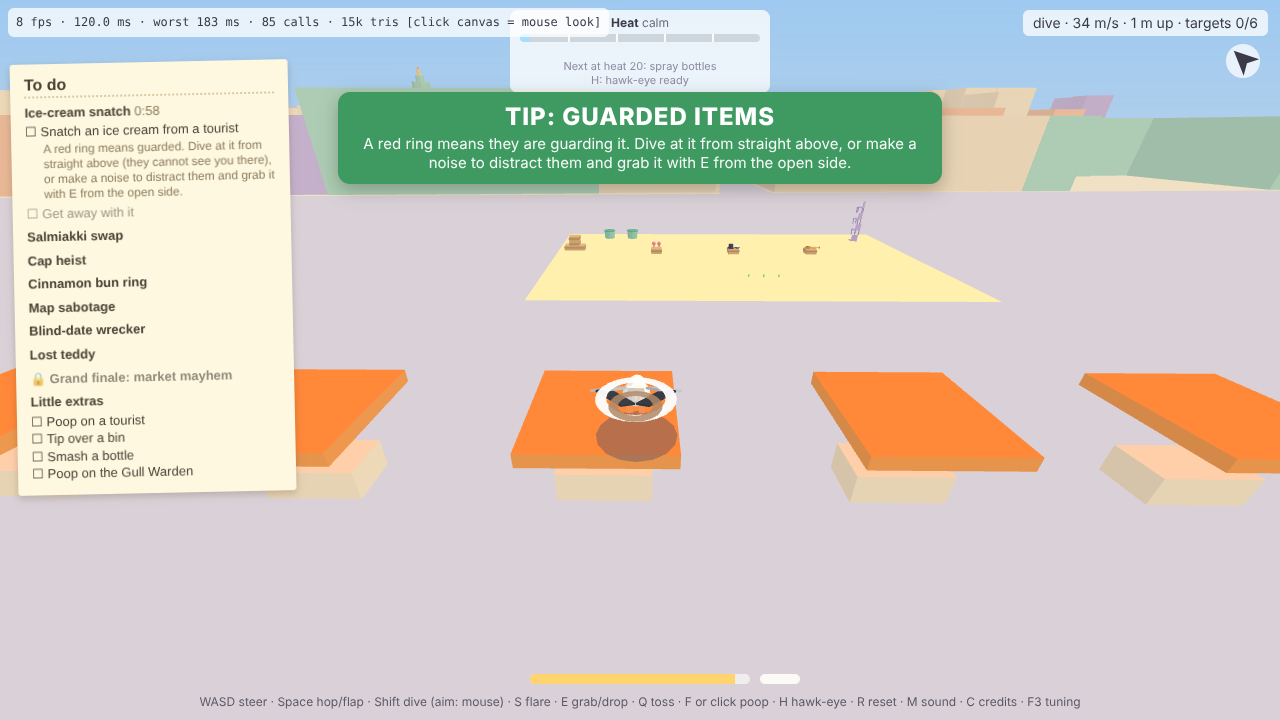 8 fps · 120.0 ms · worst 183 ms · 85 calls · 15k tris [click canvas = mouse look]
Heat calm
Next at heat 20: spray bottles
H: hawk-eye ready
dive · 34 m/s · 1 m up · targets 0/6
TIP: GUARDED ITEMS
A red ring means they are guarding it. Dive at it from straight above, or make a
noise to distract them and grab it with E from the open side.
To do
Ice-cream snatch 0:58
☐ Snatch an ice cream from a tourist
A red ring means guarded. Dive at it from
straight above (they cannot see you there),
or make a noise to distract them and grab it
with E from the open side.
☐ Get away with it
Salmiakki swap
Cap heist
Cinnamon bun ring
Map sabotage
Blind-date wrecker
Lost teddy
🔒 Grand finale: market mayhem
Little extras
☐ Poop on a tourist
☐ Tip over a bin
☐ Smash a bottle
☐ Poop on the Gull Warden
WASD steer · Space hop/flap · Shift dive (aim: mouse) · S flare · E grab/drop · Q toss · F or click poop · H hawk-eye · R reset · M sound · C credits · F3 tuning